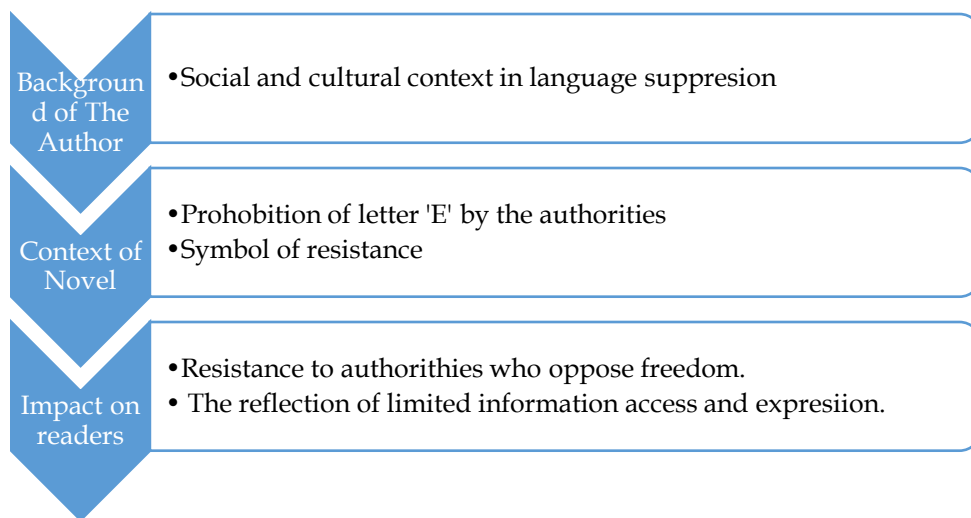 Backgroun
d of The
Author
•Social and cultural context in language suppresion
Context of
Novel
•Prohobition of letter 'E' by the authorities
•Symbol of resistance
Impact on
readers
•Resistance to authorithies who oppose freedom.
• The reflection of limited information access and expresiion.